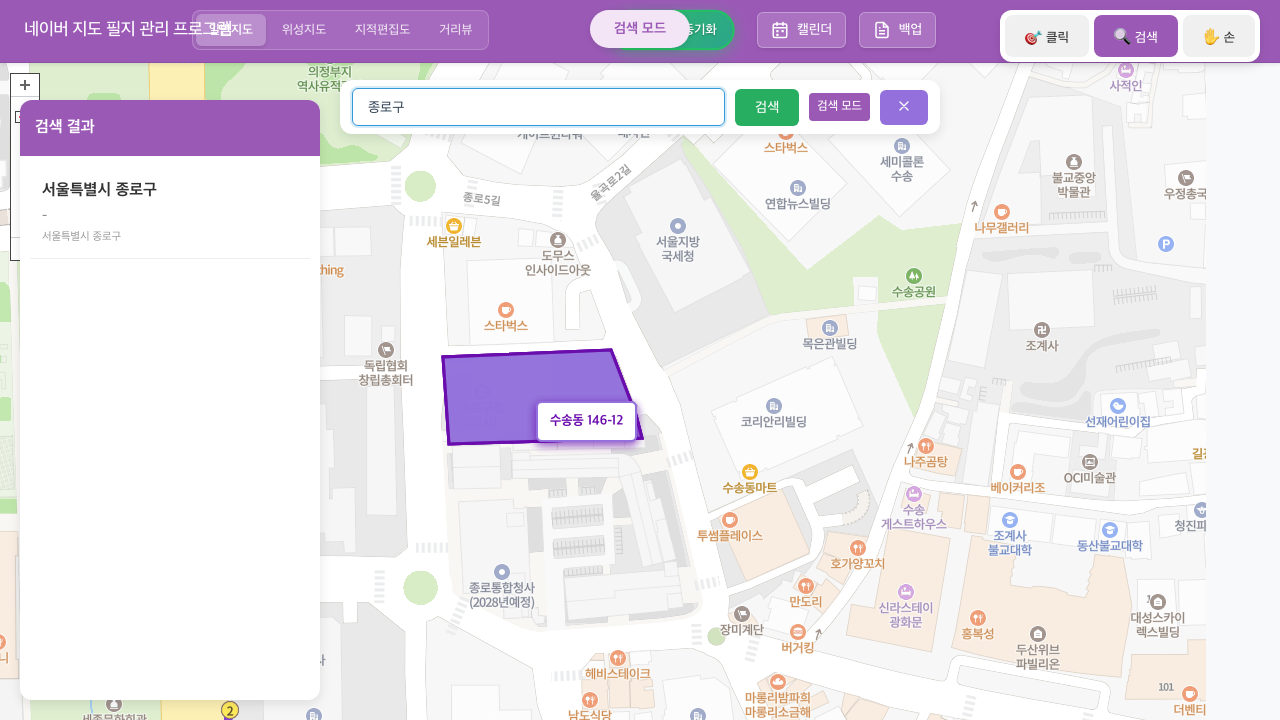 네이버 지도 필지 관리 프로그램
위성지도
지적편집도
거리뷰
검색 모드
캘린더
백업
클릭
검색
손
종로구
검색
검색 모드
검색 결과
서울특별시 종로구
-
서울특별시 종로구
의정부지
역사유적
사적인
스타벅스
세미콜론
수송
불교중앙
박물관
우정총국
율곡로2길
종로5길
연합뉴스빌딩
나무갤러리
세븐일레븐
서울지방
국세청
도무스
인사이드아웃
P
thing
수송공원
스타벅스
목은관빌딩
조계사
독립협회
창립총회터
수송동 146-12
코리안리빌딩
선재어린이집
나주곰탕
수송동마트
베이커리조
OCI미술관
수송
게스트하우스
투썸플레이스
조계사
불교대학
동산불교대학
청진파
호가양꼬치
종로통합청사
(2028년예정)
만도리
신라스테이
광화문
대성스카이
렉스빌딩
장미계단
홍복성
버거킹
두산위브
파빌리온
헤비스테이크
마롱리밤파희
마롱리소금해
101
남도식당
더벤티
세종문화회관
2